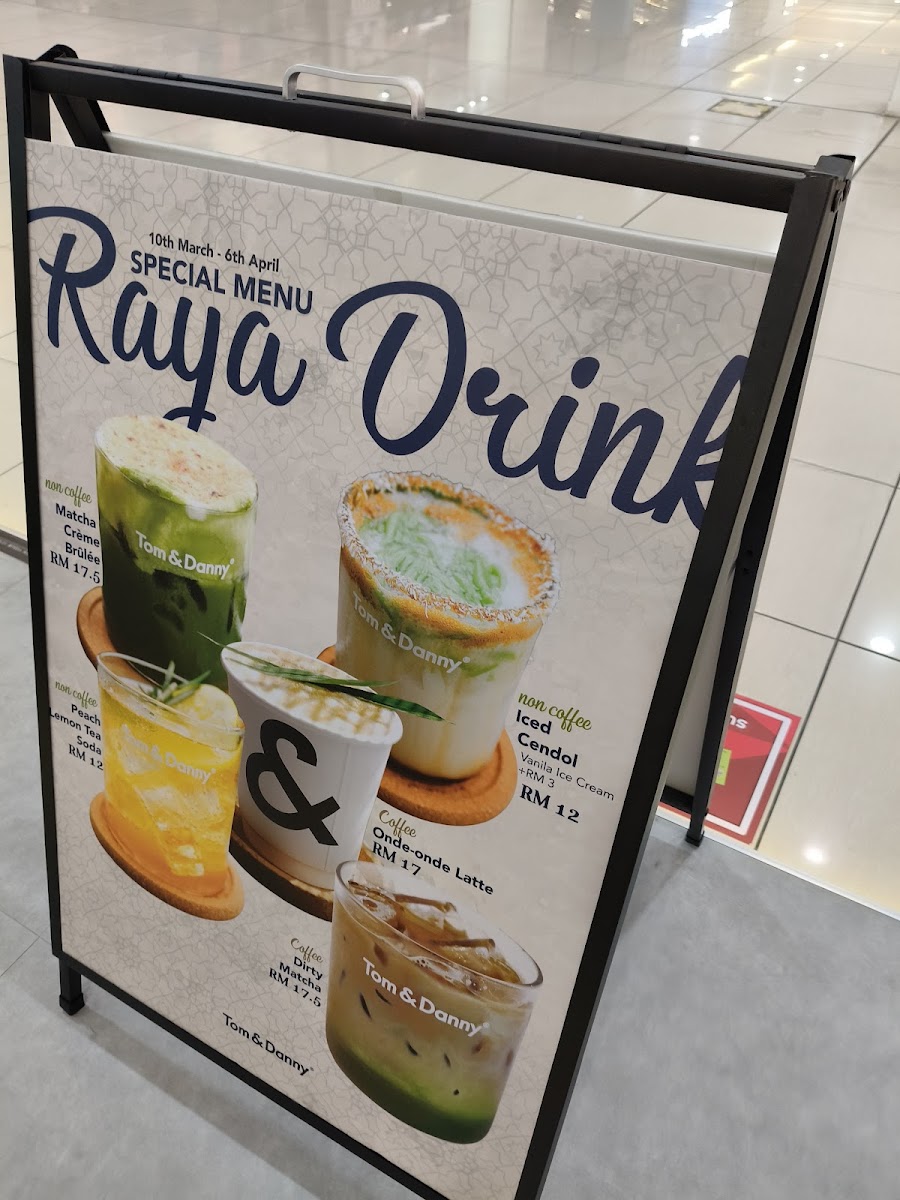 10th March - 6th April
SPECIAL MENU
Raya Drink
non coffee
Matcha
Crème
Brûlée
RM 17.5
Tom & Danny®
Tom & Danny®
non coffee
Iced
Cendol
Vanila Ice Cream
+RM 3
RM 12
non coffee
Peach
Lemon Tea
Soda
RM 12
Tom & Danny®
&
Coffee
Onde-onde Latte
RM 17
Coffee
Dirty
Matcha
RM 17.5
Tom & Danny®
Tom & Danny®